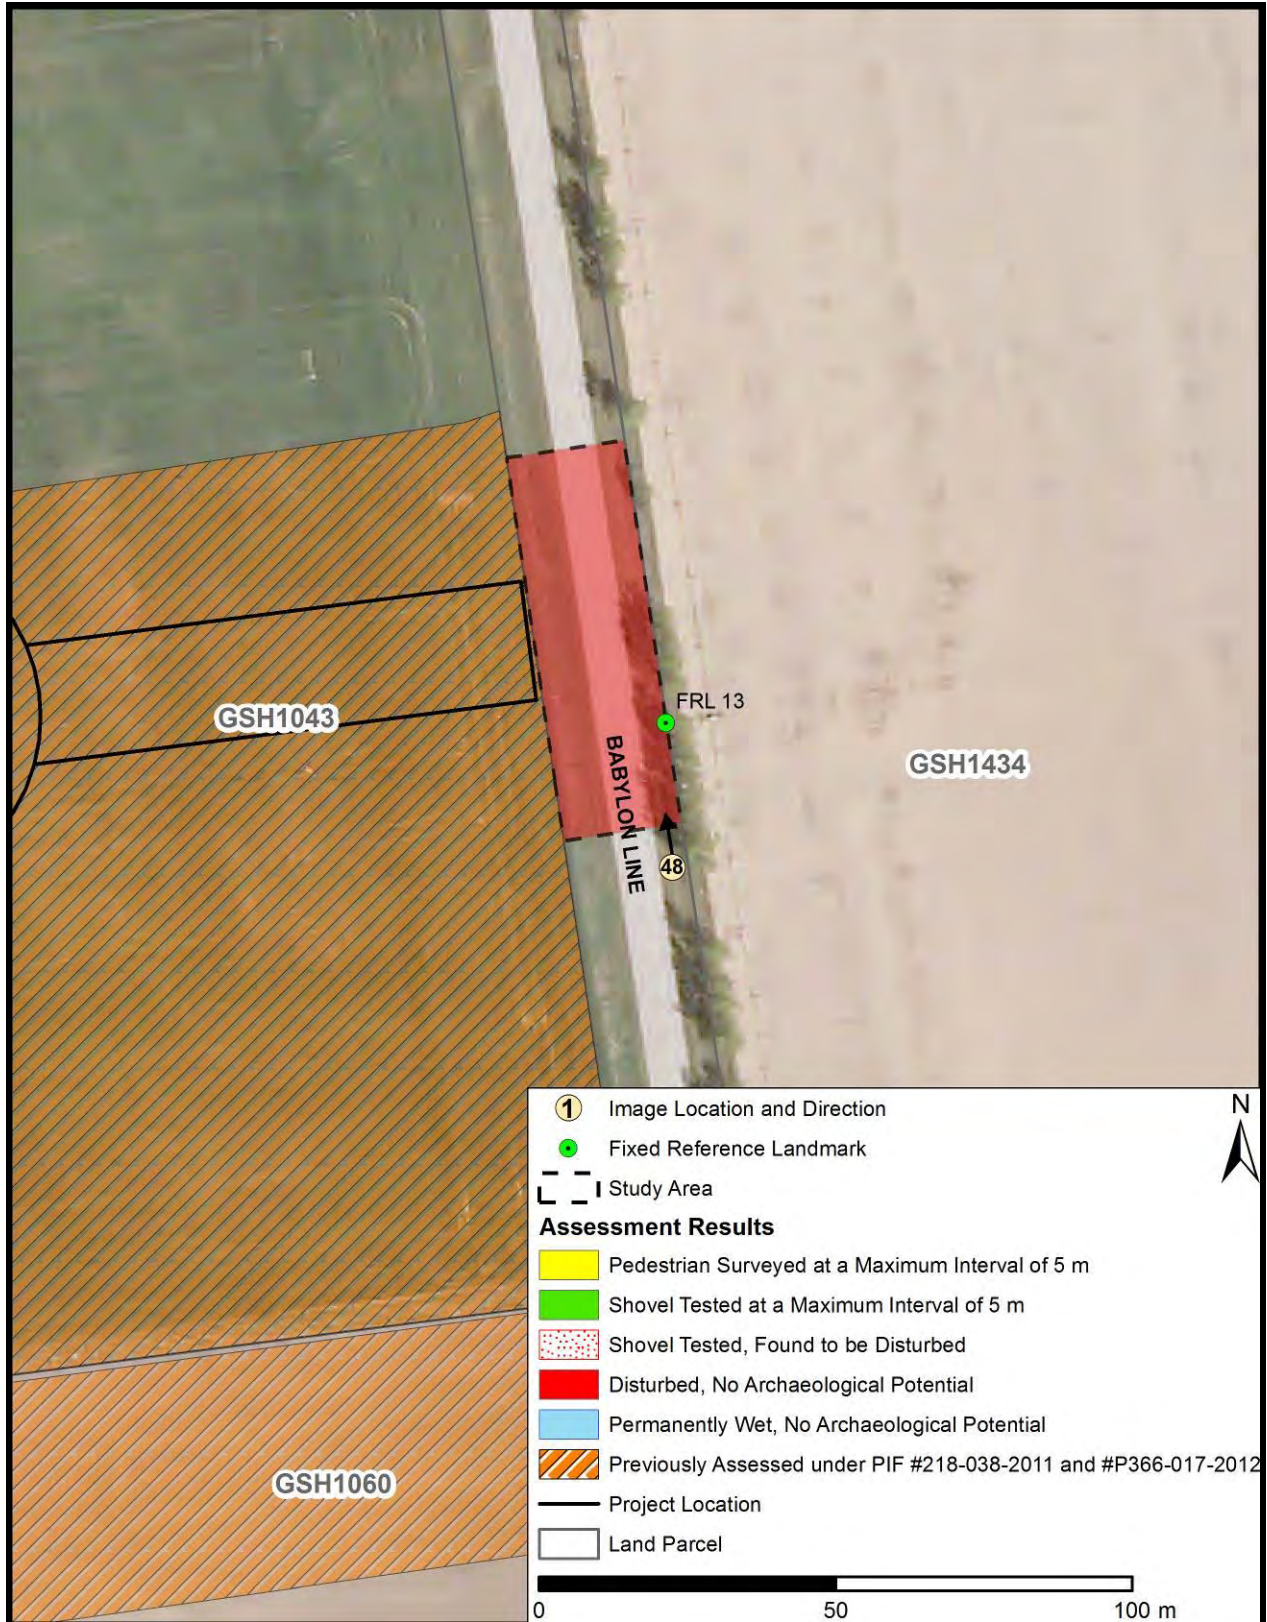 FRL 13
GSH1043
GSH1434
BABYLON LINE
48
GSH1060
N
1 Image Location and Direction
Fixed Reference Landmark
Study Area
Assessment Results
Pedestrian Surveyed at a Maximum Interval of 5 m
Shovel Tested at a Maximum Interval of 5 m
Shovel Tested, Found to be Disturbed
Disturbed, No Archaeological Potential
Permanently Wet, No Archaeological Potential
Previously Assessed under PIF #218-038-2011 and #P366-017-2012
Project Location
Land Parcel
0 50 100 m